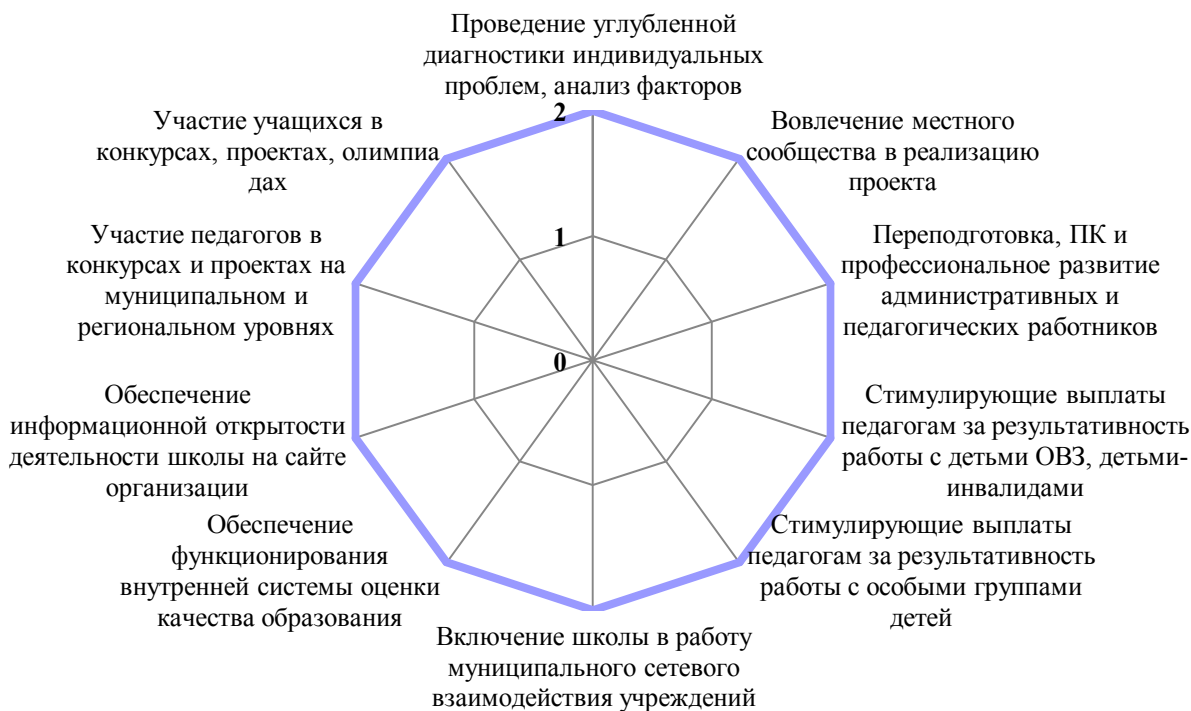 Проведение углубленной
диагностики индивидуальных
проблем, анализ факторов
2
Вовлечение местного
сообщества в реализацию
проекта
Переподготовка, ПК и
профессиональное развитие
административных и
педагогических работников
Стимулирующие выплаты
педагогам за результативность
работы с детьми ОВЗ, детьми-
инвалидами
Стимулирующие выплаты
педагогам за результативность
работы с особыми группами
детей
Включение школы в работу
муниципального сетевого
взаимодействия учреждений
Обеспечение
функционирования
внутренней системы оценки
качества образования
Обеспечение
информационной открытости
деятельности школы на сайте
организации
Участие педагогов в
конкурсах и проектах на
муниципальном и
региональном уровнях
Участие учащихся в
конкурсах, проектах, олимпиа
дах
1
0